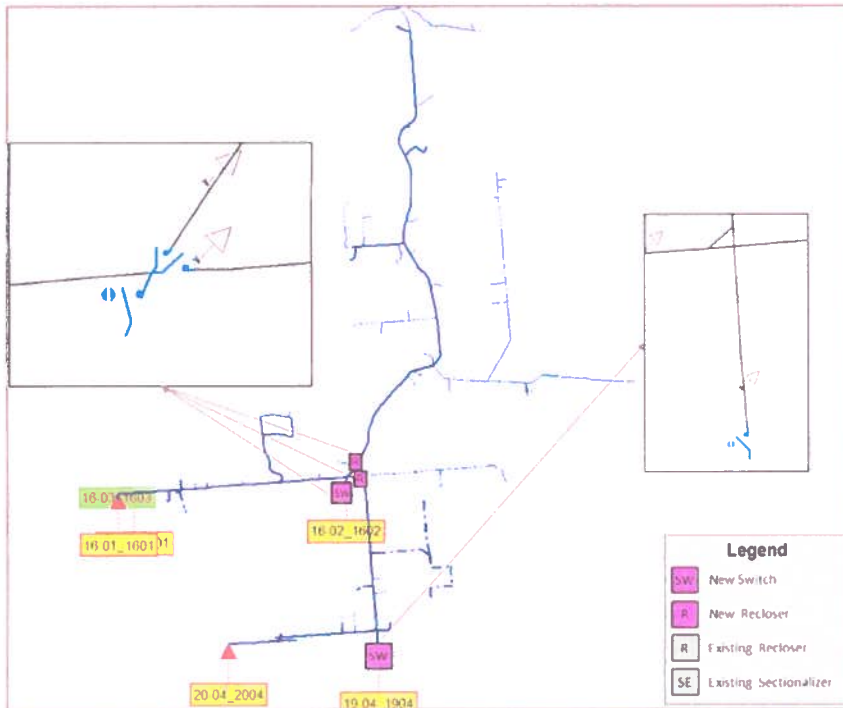 R
R
SW
16-01_1601
16-02_1602
SW
20-04_2004
19-04_1904
Legend
SW New Switch
R New Recloser
R Existing Recloser
SE Existing Sectionalizer